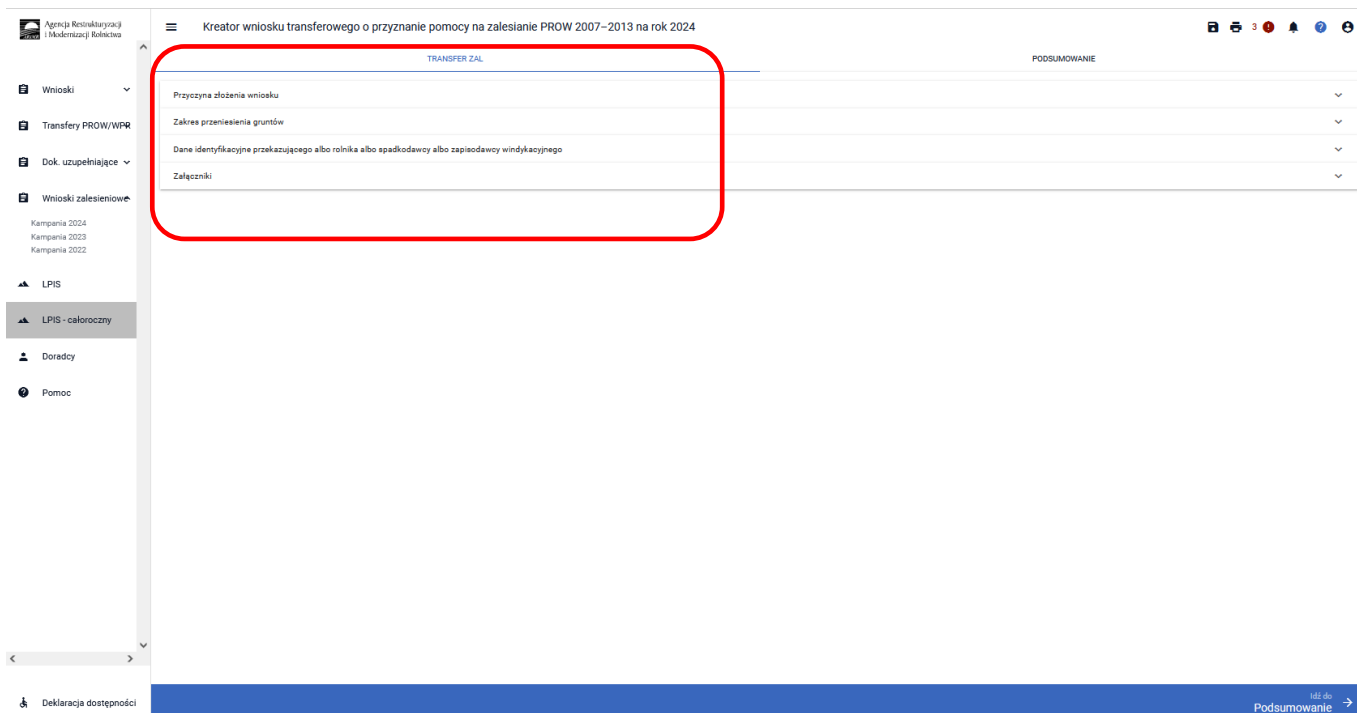 Agencja Restrukturyzacji
i Modernizacji Rolnictwa
Kreator wniosku transferowego o przyznanie pomocy na zalesianie PROW 2007–2013 na rok 2024
3
TRANSFER ZAL
PODSUMOWANIE
Wnioski
Transfery PROW/WPR
Dok. uzupełniające
Wnioski zalesieniowe
Kampania 2024
Kampania 2023
Kampania 2022
LPIS
LPIS - całoroczny
Doradcy
Pomoc
Przyczyna złożenia wniosku
Zakres przeniesienia gruntów
Dane identyfikacyjne przekazującego albo rolnika albo spadkodawcy albo zapisodawcy windykacyjnego
Załączniki
Deklaracja dostępności
Idź do
Podsumowanie